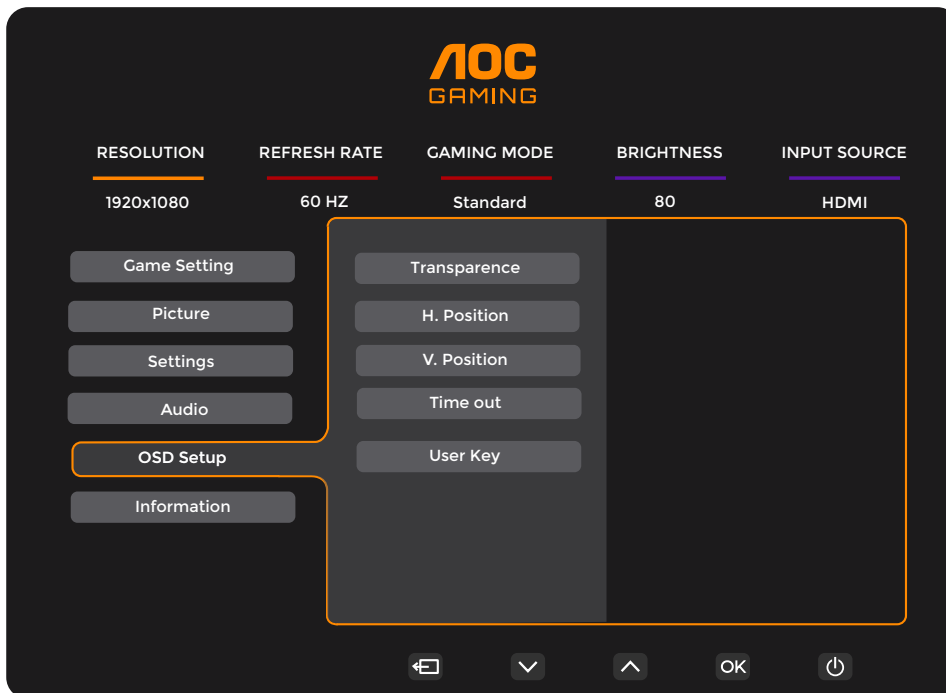 AOC
GAMING
RESOLUTION REFRESH RATE GAMING MODE BRIGHTNESS INPUT SOURCE
1920x1080 60 HZ Standard 80 HDMI
Game Setting
Picture
Settings
Audio
OSD Setup
Information
Transparence
H. Position
V. Position
Time out
User Key
OK